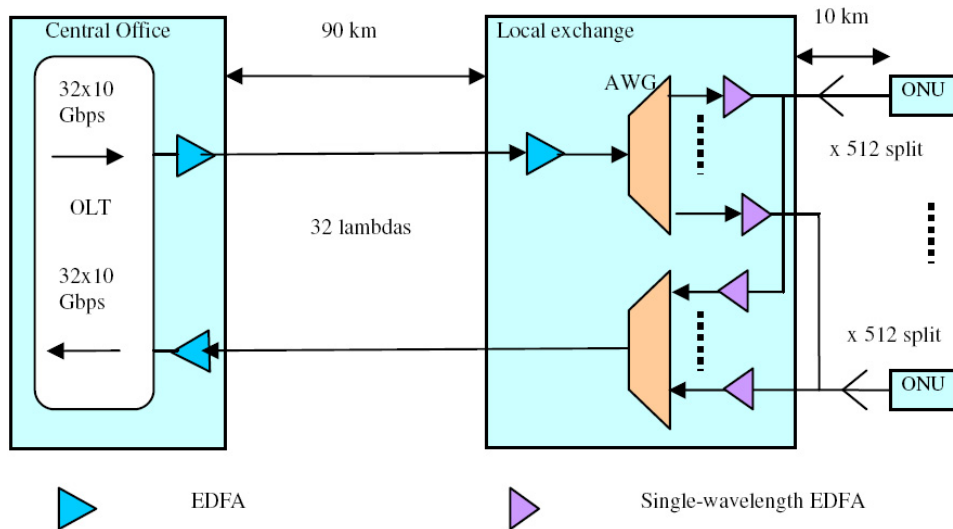 Central Office
90 km
Local exchange
10 km
32x10
Gbps
AWG
ONU
x 512 split
OLT
32 lambdas
32x10
Gbps
x 512 split
ONU
EDFA
Single-wavelength EDFA